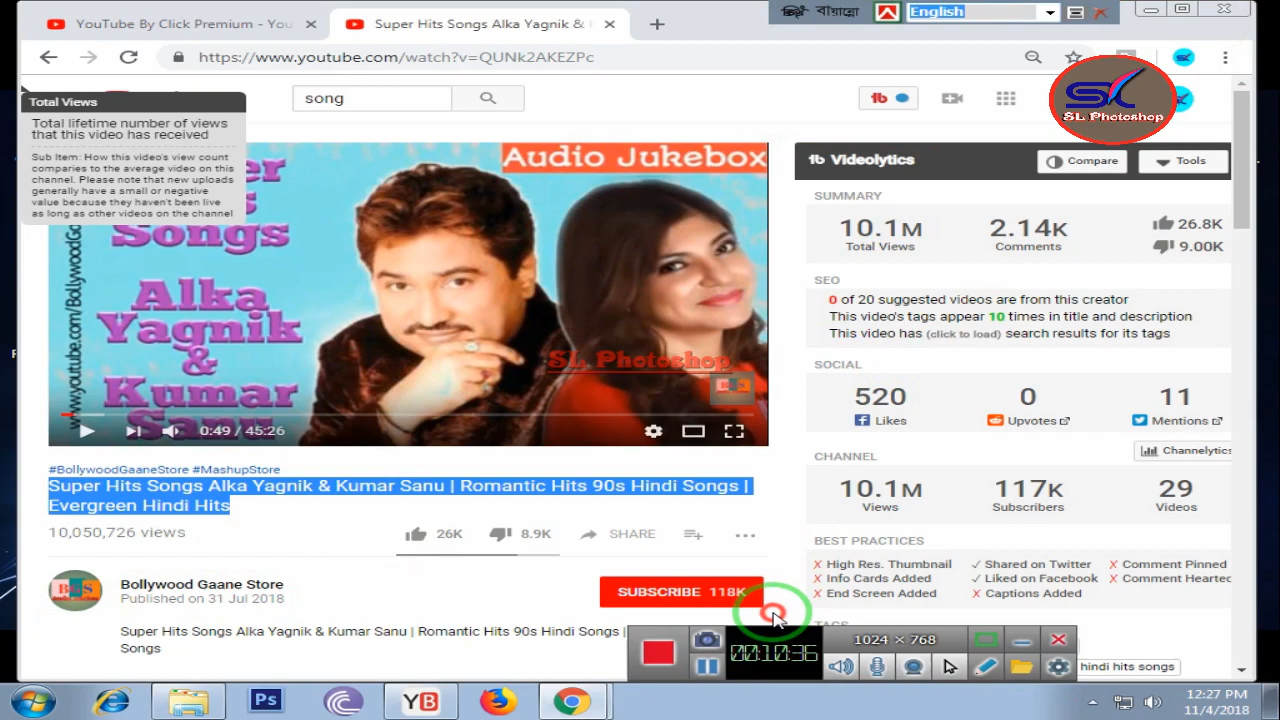 YouTube By Click Premium - You
Super Hits Songs Alka Yagnik &
বায়ান্নো
English
https://www.youtube.com/watch?v=QUNk2AKEZPc
SL Photoshop
Total Views
Total lifetime number of views
that this video has received
Sub Item: How this video's view count
compares to the average video on this
channel. Please note that new uploads
generally have a small or negative
value because they haven't been live
as long as other videos on the channel
song
Audio Jukebox
Songs
Alka
Yagnik
&
Kumar
Sanu
SL Photoshop
BGS
0:49 / 45:26
#BollywoodGaaneStore #MashupStore
Super Hits Songs Alka Yagnik & Kumar Sanu | Romantic Hits 90s Hindi Songs |
Evergreen Hindi Hits
10,050,726 views
26K
8.9K
SHARE
BGS
Bollywood Gaane Store
Published on 31 Jul 2018
SUBSCRIBE 118K
Super Hits Songs Alka Yagnik & Kumar Sanu | Romantic Hits 90s Hindi Songs |
Songs
Videolytics
Compare
Tools
SUMMARY
10.1M
Total Views
2.14K
Comments
26.8K
9.00K
SEO
0 of 20 suggested videos are from this creator
This video's tags appear 10 times in title and description
This video has (click to load) search results for its tags
SOCIAL
520
Likes
0
Upvotes
11
Mentions
CHANNEL
Channelytics
10.1M
Views
117K
Subscribers
29
Videos
BEST PRACTICES
High Res. Thumbnail
Shared on Twitter
Comment Pinned
Info Cards Added
Liked on Facebook
Comment Hearted
End Screen Added
Captions Added
TAGS
hindi hits songs
00:10:36
1024 × 768
Ps
YB
12:27 PM
11/4/2018